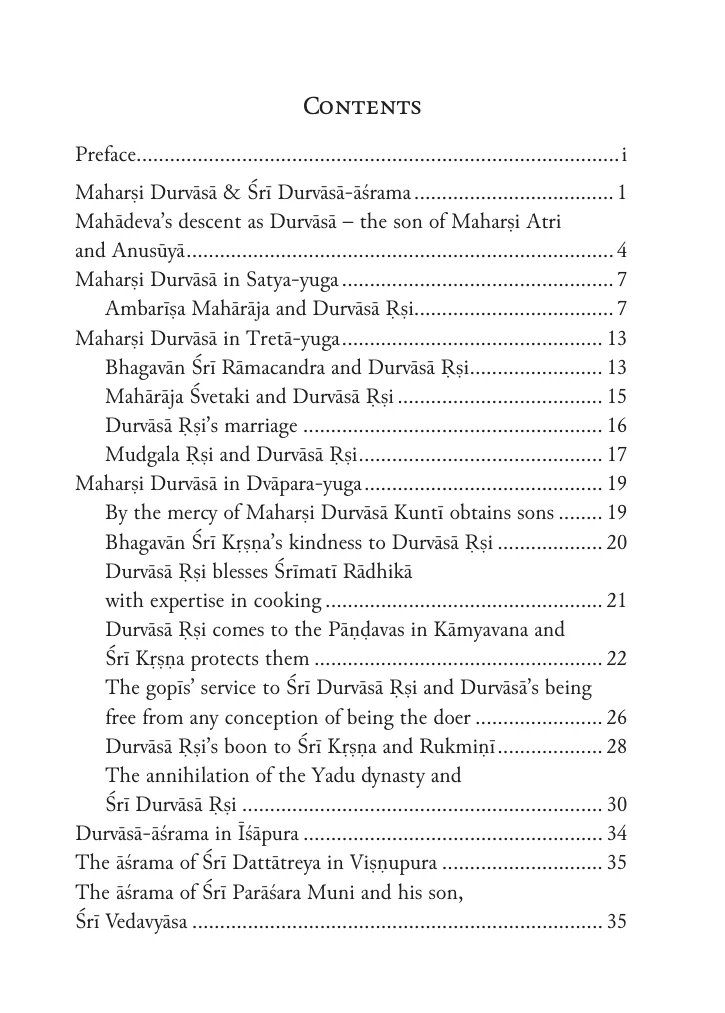 CONTENTS
Preface.......................................................................................i
Maharṣi Durvāsā & Śrī Durvāsā-āśrama.................................... 1
Mahādeva’s descent as Durvāsā – the son of Maharṣi Atri
and Anusūyā............................................................................. 4
Maharṣi Durvāsā in Satya-yuga................................................. 7
Ambarīṣa Mahārāja and Durvāsā Ṛṣi.................................... 7
Maharṣi Durvāsā in Tretā-yuga............................................... 13
Bhagavān Śrī Rāmacandra and Durvāsā Ṛṣi........................ 13
Mahārāja Śvetaki and Durvāsā Ṛṣi ..................................... 15
Durvāsā Ṛṣi’s marriage ...................................................... 16
Mudgala Ṛṣi and Durvāsā Ṛṣi............................................ 17
Maharṣi Durvāsā in Dvāpara-yuga........................................... 19
By the mercy of Maharṣi Durvāsā Kuntī obtains sons ........ 19
Bhagavān Śrī Kṛṣṇa’s kindness to Durvāsā Ṛṣi ................... 20
Durvāsā Ṛṣi blesses Śrīmatī Rādhikā
with expertise in cooking .................................................. 21
Durvāsā Ṛṣi comes to the Pāṇḍavas in Kāmyavana and
Śrī Kṛṣṇa protects them .................................................... 22
The gopīs’ service to Śrī Durvāsā Ṛṣi and Durvāsā’s being
free from any conception of being the doer ....................... 26
Durvāsā Ṛṣi’s boon to Śrī Kṛṣṇa and Rukmiṇī................... 28
The annihilation of the Yadu dynasty and
Śrī Durvāsā Ṛṣi ................................................................. 30
Durvāsā-āśrama in Īśāpura ...................................................... 34
The āśrama of Śrī Dattātreya in Viṣṇupura ............................. 35
The āśrama of Śrī Parāśara Muni and his son,
Śrī Vedavyāsa .......................................................................... 35